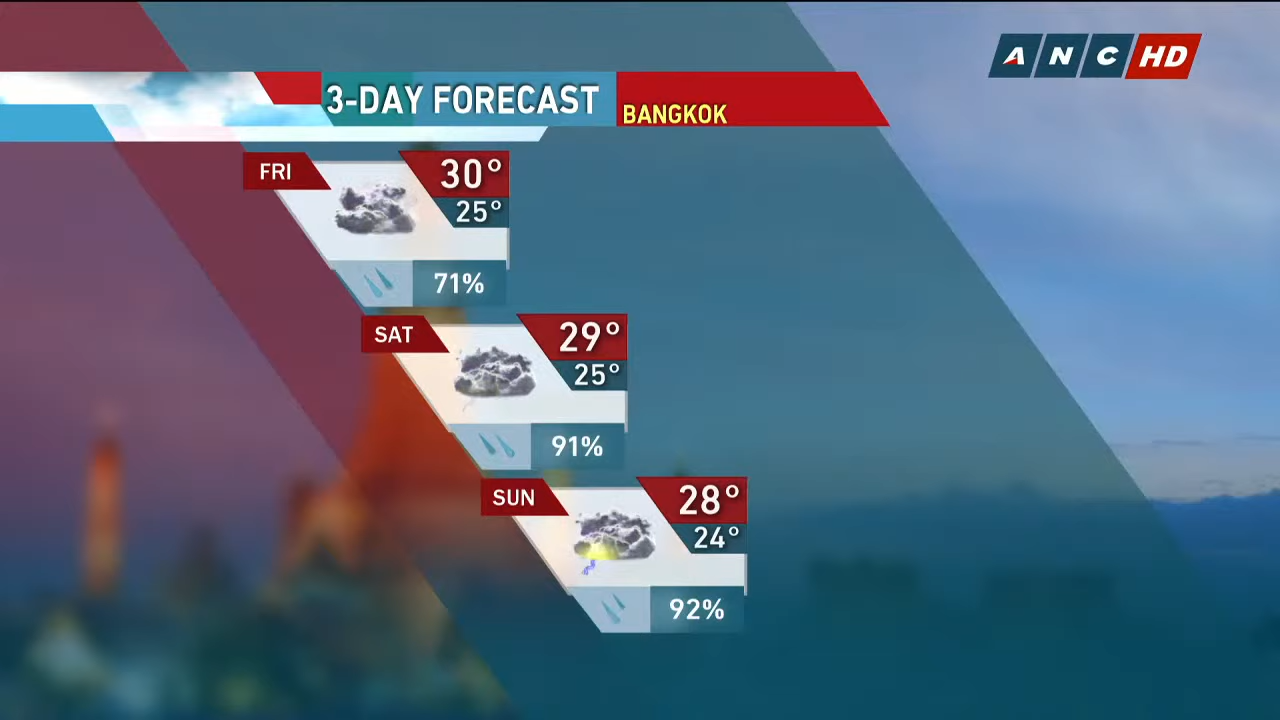 ANC HD
3-DAY FORECAST
BANGKOK
FRI
30°
25°
71%
SAT
29°
25°
91%
SUN
28°
24°
92%